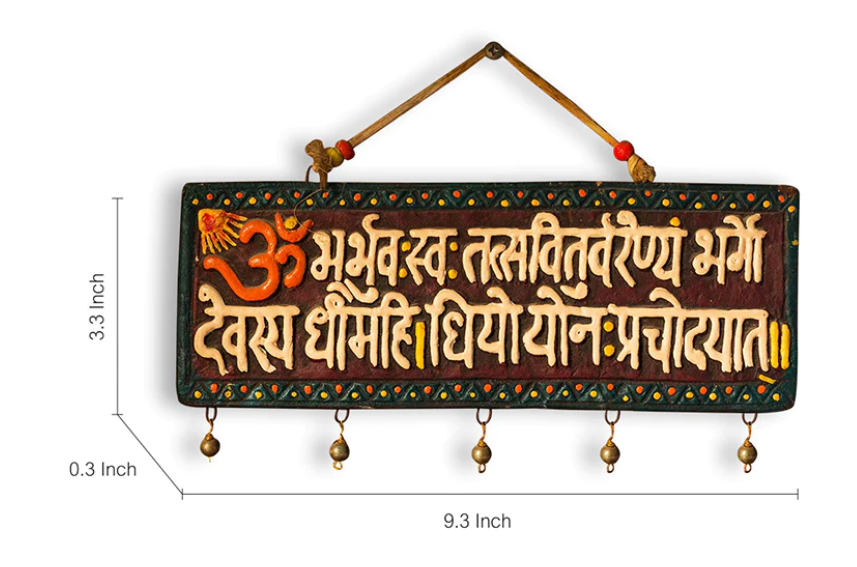 ॐ भूर्भुवःस्वः तत्सवितुर्वरेण्यं भर्गो
देवस्य धीमहि।धियो योनःप्रचोदयात॥
3.3 Inch
0.3 Inch
9.3 Inch